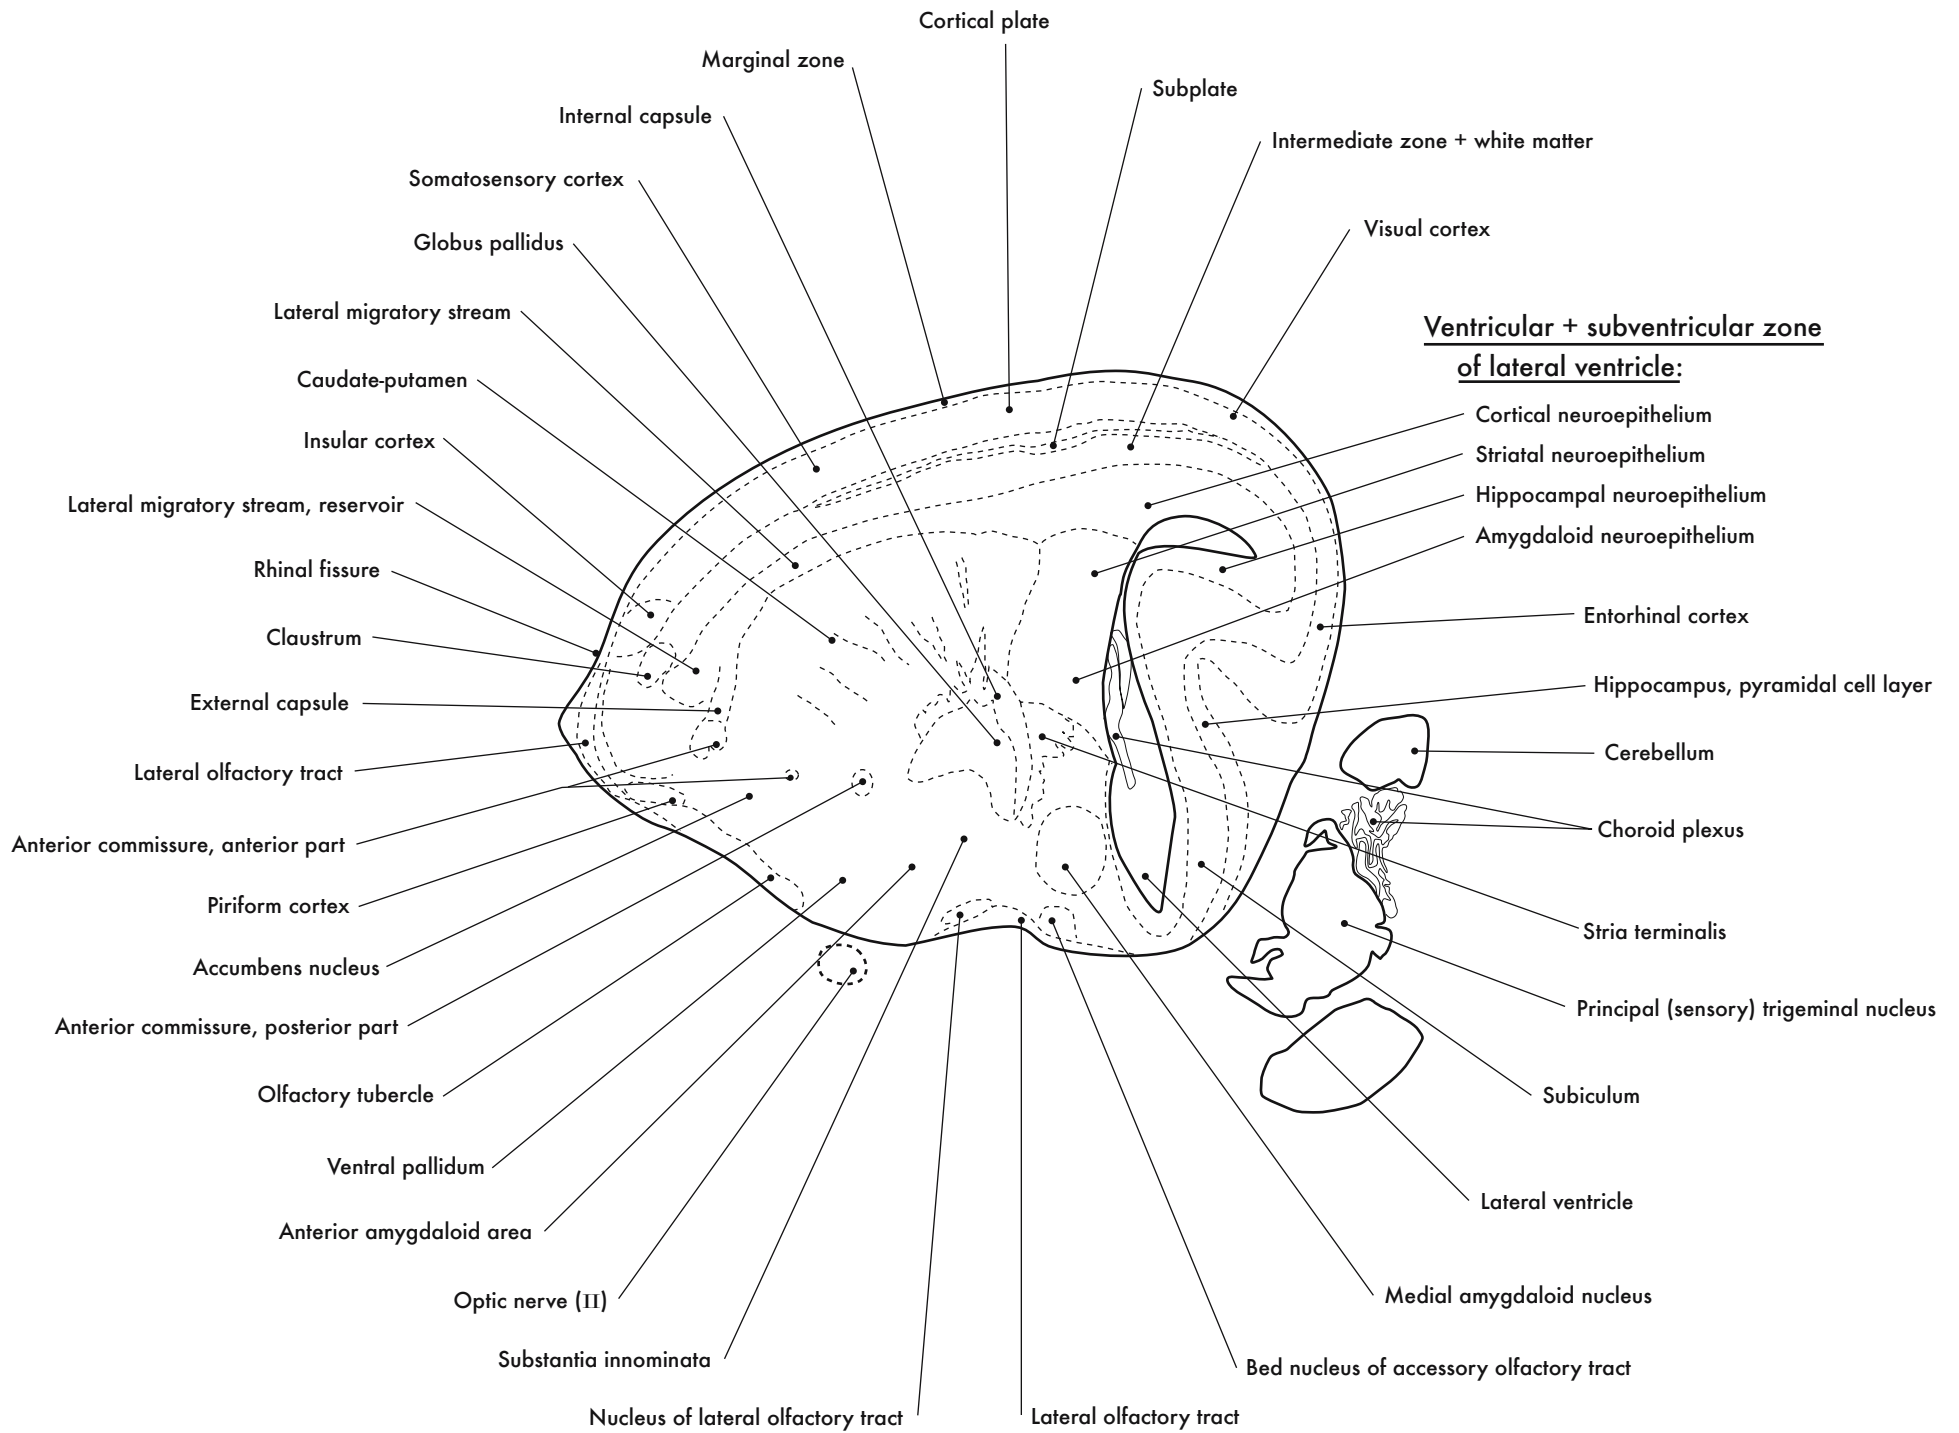 Cortical plate
Marginal zone
Subplate
Internal capsule
Intermediate zone + white matter
Somatosensory cortex
Visual cortex
Globus pallidus
Lateral migratory stream
Ventricular + subventricular zone
of lateral ventricle:
Caudate-putamen
Cortical neuroepithelium
Insular cortex
Striatal neuroepithelium
Hippocampal neuroepithelium
Lateral migratory stream, reservoir
Amygdaloid neuroepithelium
Rhinal fissure
Entorhinal cortex
Claustrum
Hippocampus, pyramidal cell layer
External capsule
Cerebellum
Lateral olfactory tract
Choroid plexus
Anterior commissure, anterior part
Piriform cortex
Stria terminalis
Accumbens nucleus
Principal (sensory) trigeminal nucleus
Anterior commissure, posterior part
Olfactory tubercle
Subiculum
Ventral pallidum
Lateral ventricle
Anterior amygdaloid area
Medial amygdaloid nucleus
Optic nerve (II)
Substantia innominata
Bed nucleus of accessory olfactory tract
Nucleus of lateral olfactory tract
Lateral olfactory tract